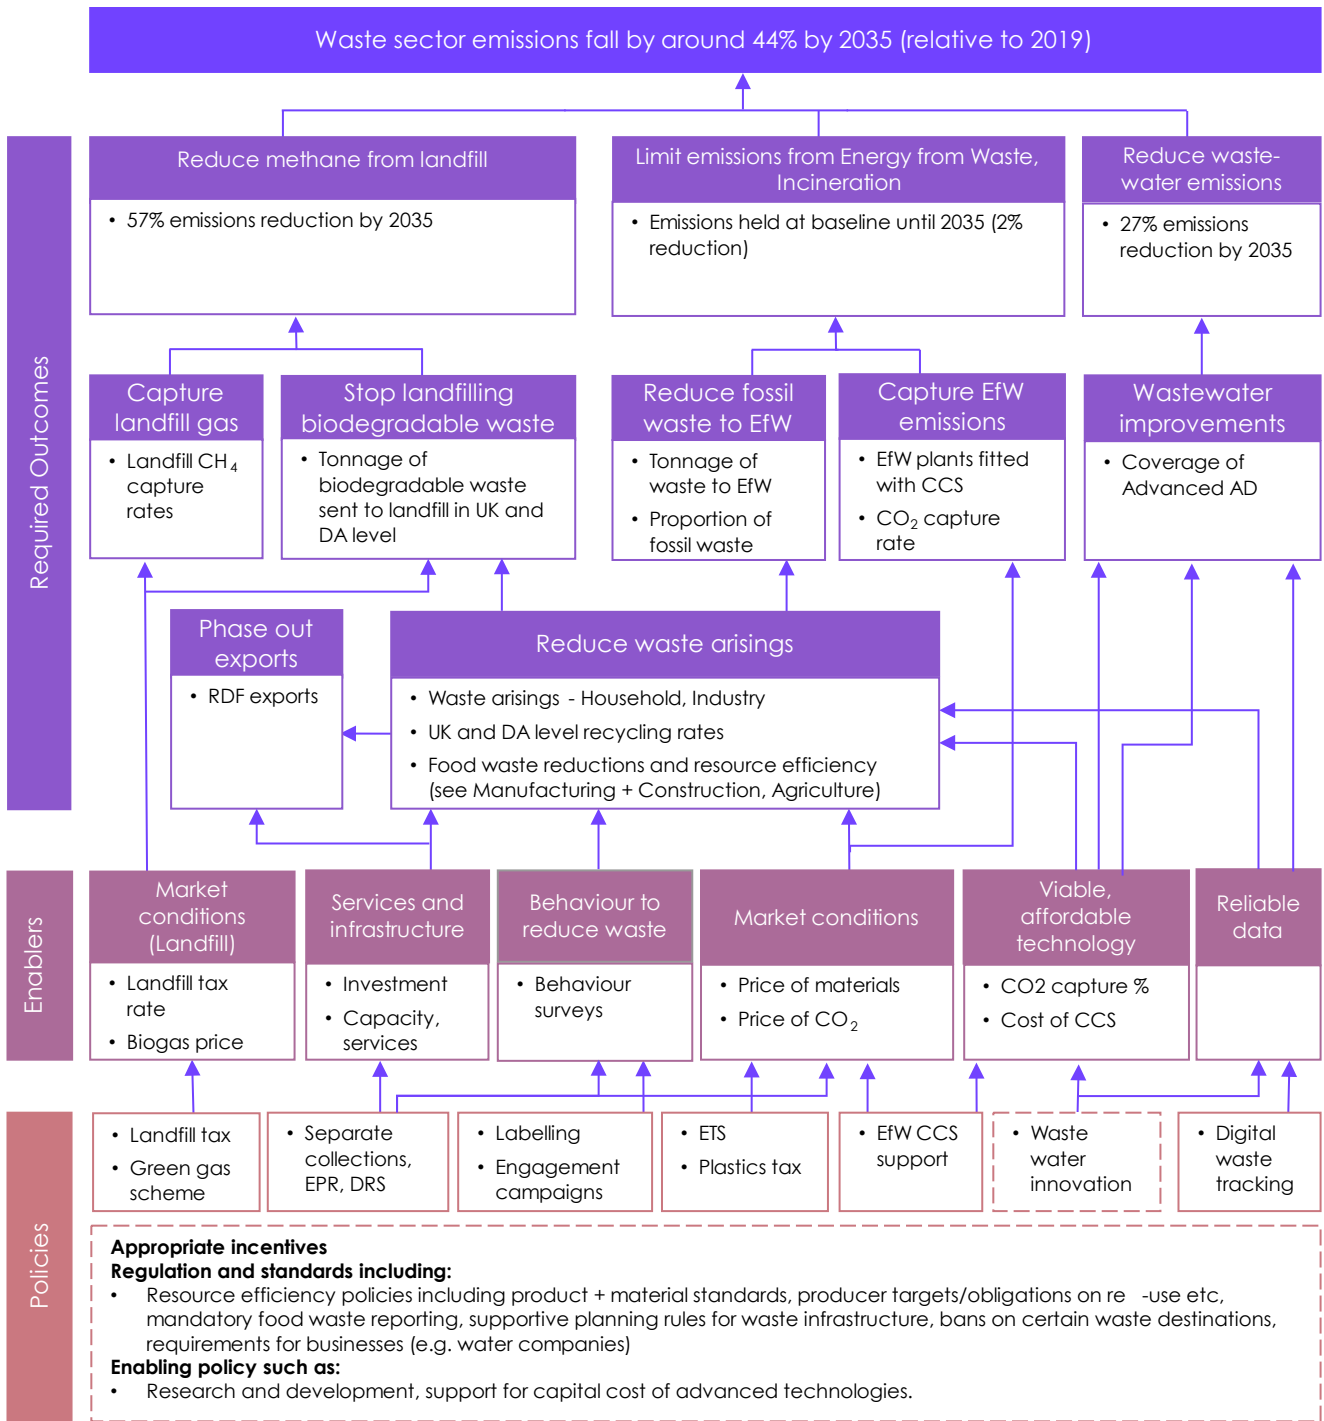 Waste sector emissions fall by around 44% by 2035 (relative to 2019)
Required Outcomes
Reduce methane from landfill
• 57% emissions reduction by 2035
Limit emissions from Energy from Waste,
Incineration
• Emissions held at baseline until 2035 (2%
reduction)
Reduce waste-
water emissions
• 27% emissions
reduction by 2035
Capture
landfill gas
• Landfill CH₄
capture
rates
Stop landfilling
biodegradable waste
• Tonnage of
biodegradable waste
sent to landfill in UK and
DA level
Reduce fossil
waste to EfW
• Tonnage of
waste to EfW
• Proportion of
fossil waste
Capture EfW
emissions
• EfW plants fitted
with CCS
• CO₂ capture
rate
Wastewater
improvements
• Coverage of
Advanced AD
Phase out
exports
• RDF exports
Reduce waste arisings
• Waste arisings - Household, Industry
• UK and DA level recycling rates
• Food waste reductions and resource efficiency
(see Manufacturing + Construction, Agriculture)
Enablers
Market
conditions
(Landfill)
• Landfill tax
rate
• Biogas price
Services and
infrastructure
• Investment
• Capacity,
services
Behaviour to
reduce waste
• Behaviour
surveys
Market conditions
• Price of materials
• Price of CO₂
Viable,
affordable
technology
• CO2 capture %
• Cost of CCS
Reliable
data
Policies
• Landfill tax
• Green gas
scheme
• Separate
collections,
EPR, DRS
• Labelling
• Engagement
campaigns
• ETS
• Plastics tax
• EfW CCS
support
• Waste
water
innovation
• Digital
waste
tracking
Appropriate incentives
Regulation and standards including:
• Resource efficiency policies including product + material standards, producer targets/obligations on re -use etc,
mandatory food waste reporting, supportive planning rules for waste infrastructure, bans on certain waste destinations,
requirements for businesses (e.g. water companies)
Enabling policy such as:
• Research and development, support for capital cost of advanced technologies.